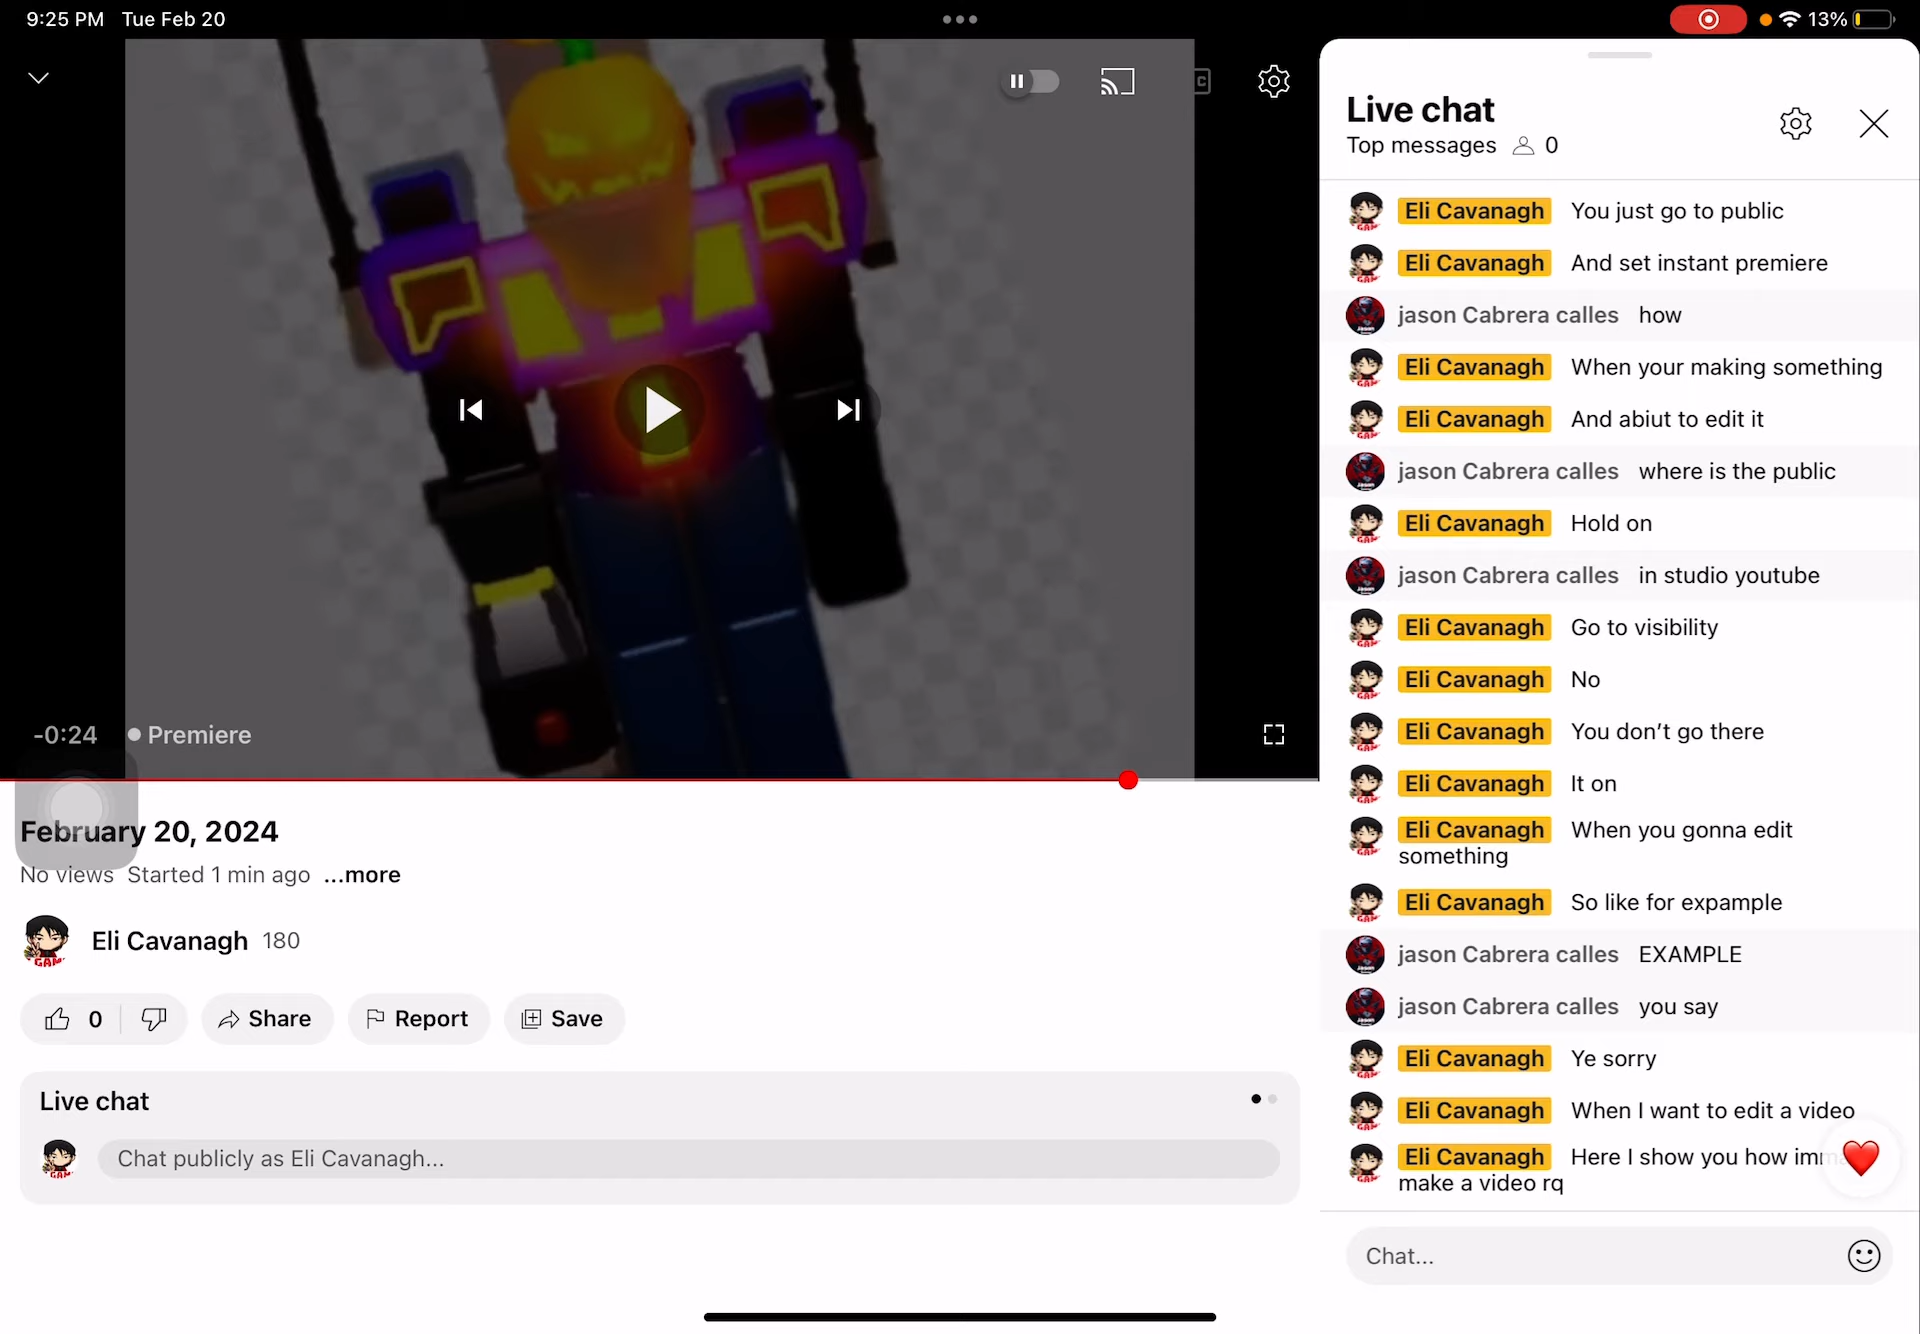 9:25 PM Tue Feb 20
13%
-0:24 Premiere
February 20, 2024
No views Started 1 min ago ...more
Eli Cavanagh 180
0 Share Report Save
Live chat
Chat publicly as Eli Cavanagh...
Live chat
Top messages 0
Eli Cavanagh You just go to public
Eli Cavanagh And set instant premiere
jason Cabrera calles how
Eli Cavanagh When your making something
Eli Cavanagh And abiut to edit it
jason Cabrera calles where is the public
Eli Cavanagh Hold on
jason Cabrera calles in studio youtube
Eli Cavanagh Go to visibility
Eli Cavanagh No
Eli Cavanagh You don’t go there
Eli Cavanagh It on
Eli Cavanagh When you gonna edit
something
Eli Cavanagh So like for expample
jason Cabrera calles EXAMPLE
jason Cabrera calles you say
Eli Cavanagh Ye sorry
Eli Cavanagh When I want to edit a video
Eli Cavanagh Here I show you how imma
make a video rq
Chat...